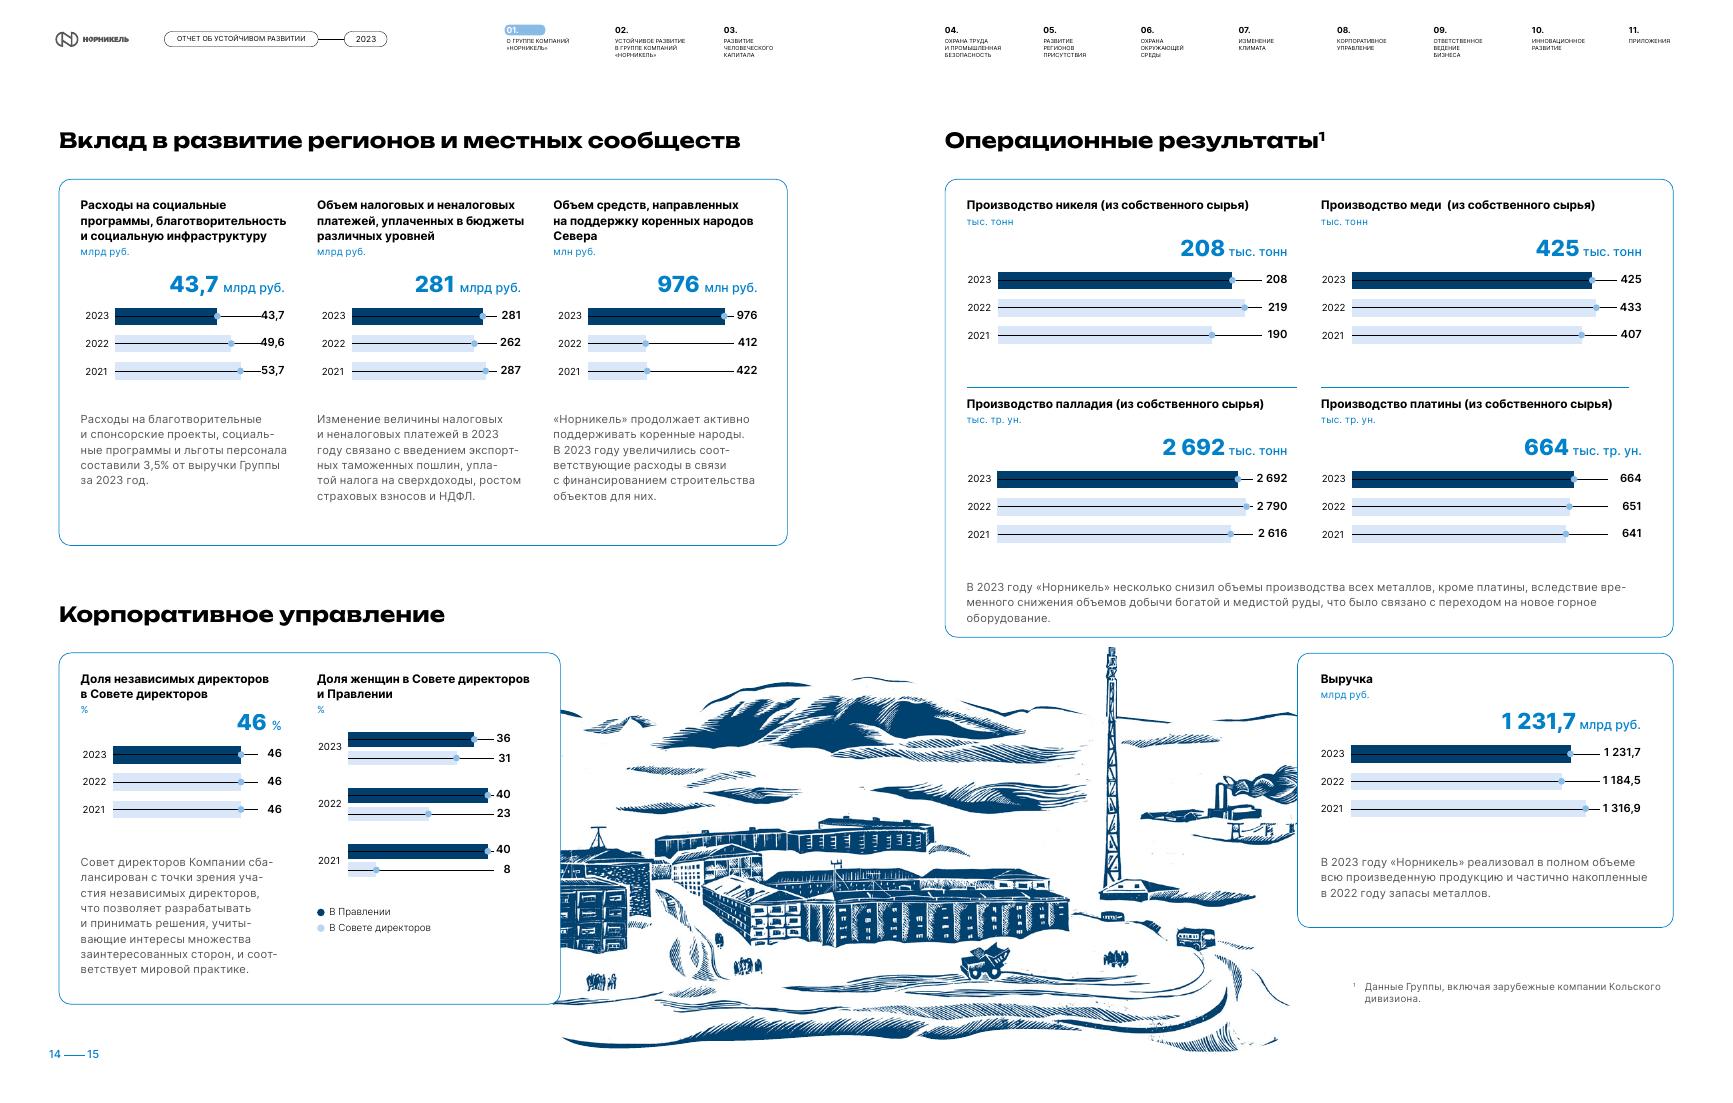 НОРНИКЕЛЬ
ОТЧЕТ ОБ УСТОЙЧИВОМ РАЗВИТИИ
2023
01.
О ГРУППЕ КОМПАНИЙ
«НОРНИКЕЛЬ»
02.
УСТОЙЧИВОЕ РАЗВИТИЕ
В ГРУППЕ КОМПАНИЙ
«НОРНИКЕЛЬ»
03.
РАЗВИТИЕ
ЧЕЛОВЕЧЕСКОГО
КАПИТАЛА
04.
ОХРАНА ТРУДА
И ПРОМЫШЛЕННАЯ
БЕЗОПАСНОСТЬ
05.
РАЗВИТИЕ
РЕГИОНОВ
ПРИСУТСТВИЯ
06.
ОХРАНА
ОКРУЖАЮЩЕЙ
СРЕДЫ
07.
ИЗМЕНЕНИЕ
КЛИМАТА
08.
КОРПОРАТИВНОЕ
УПРАВЛЕНИЕ
09.
ОТВЕТСТВЕННОЕ
ВЕДЕНИЕ
БИЗНЕСА
10.
ИННОВАЦИОННОЕ
РАЗВИТИЕ
11.
ПРИЛОЖЕНИЯ
Вклад в развитие регионов и местных сообществ
Расходы на социальные
программы, благотворительность
и социальную инфраструктуру
млрд руб.
43,7 млрд руб.
2023 43,7
2022 49,6
2021 53,7
Расходы на благотворительные
и спонсорские проекты, социаль-
ные программы и льготы персонала
составили 3,5% от выручки Группы
за 2023 год.
Объем налоговых и неналоговых
платежей, уплаченных в бюджеты
различных уровней
млрд руб.
281 млрд руб.
2023 281
2022 262
2021 287
Изменение величины налоговых
и неналоговых платежей в 2023
году связано с введением экспорт-
ных таможенных пошлин, упла-
той налога на сверхдоходы, ростом
страховых взносов и НДФЛ.
Объем средств, направленных
на поддержку коренных народов
Севера
млн руб.
976 млн руб.
2023 976
2022 412
2021 422
«Норникель» продолжает активно
поддерживать коренные народы.
В 2023 году увеличились соот-
ветствующие расходы в связи
с финансированием строительства
объектов для них.
Корпоративное управление
Доля независимых директоров
в Совете директоров
%
46 %
2023 46
2022 46
2021 46
Совет директоров Компании сба-
лансирован с точки зрения уча-
стия независимых директоров,
что позволяет разрабатывать
и принимать решения, учиты-
вающие интересы множества
заинтересованных сторон, и соот-
ветствует мировой практике.
Доля женщин в Совете директоров
и Правлении
%
2023 36
31
2022 40
23
2021 40
8
В Правлении
В Совете директоров
Операционные результаты¹
Производство никеля (из собственного сырья)
тыс. тонн
208 тыс. тонн
2023 208
2022 219
2021 190
Производство меди (из собственного сырья)
тыс. тонн
425 тыс. тонн
2023 425
2022 433
2021 407
Производство палладия (из собственного сырья)
тыс. тр. ун.
2 692 тыс. тонн
2023 2 692
2022 2 790
2021 2 616
Производство платины (из собственного сырья)
тыс. тр. ун.
664 тыс. тр. ун.
2023 664
2022 651
2021 641
В 2023 году «Норникель» несколько снизил объемы производства всех металлов, кроме платины, вследствие вре-
менного снижения объемов добычи богатой и медистой руды, что было связано с переходом на новое горное
оборудование.
Выручка
млрд руб.
1 231,7 млрд руб.
2023 1 231,7
2022 1 184,5
2021 1 316,9
В 2023 году «Норникель» реализовал в полном объеме
всю произведенную продукцию и частично накопленные
в 2022 году запасы металлов.
¹ Данные Группы, включая зарубежные компании Кольского
дивизиона.
14 15